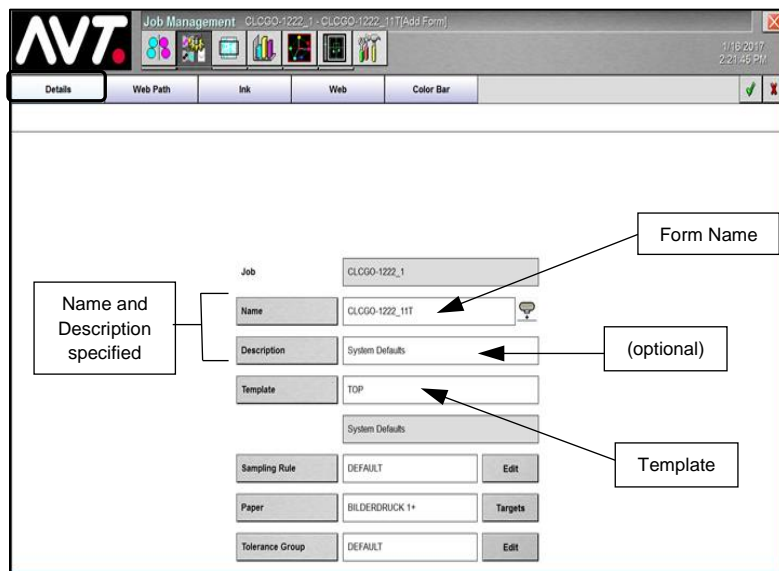 AVT.
Job Management CLCGO-1222_1 - CLCGO-1222_11T[Add Form]
1/16/2017
2:21:45 PM
Details
Web Path
Ink
Web
Color Bar
Form Name
Job
CLCGO-1222_1
Name and
Description
specified
Name
CLCGO-1222_11T
Description
System Defaults
(optional)
Template
TOP
System Defaults
Template
Sampling Rule
DEFAULT
Edit
Paper
BILDERDRUCK 1+
Targets
Tolerance Group
DEFAULT
Edit